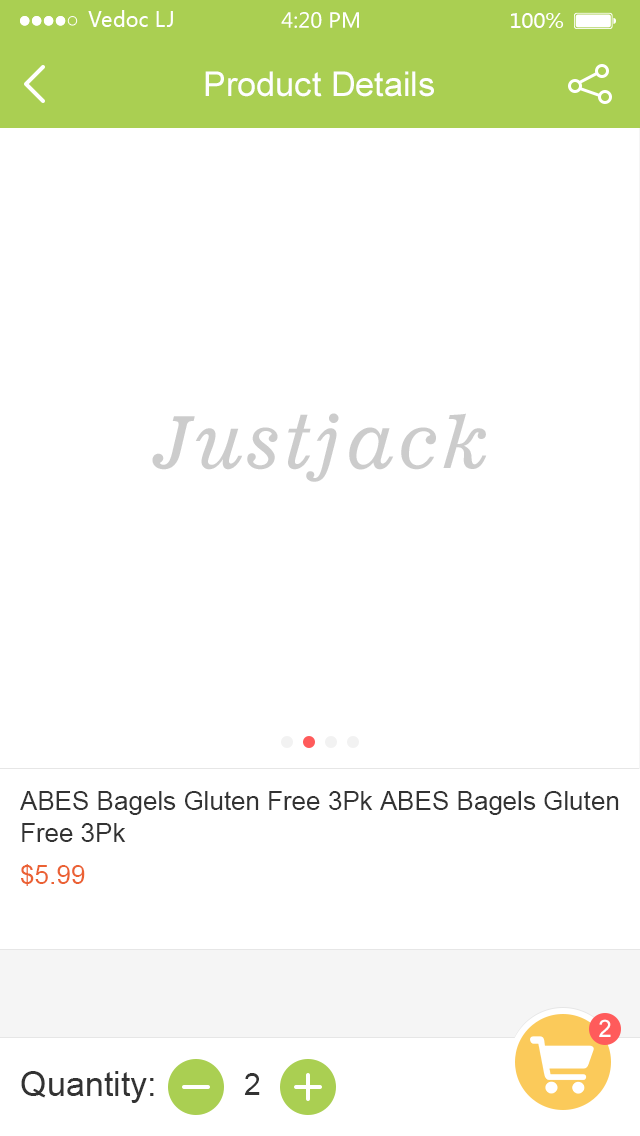 Vedoc LJ 4:20 PM 100%
Product Details
Justjack
ABES Bagels Gluten Free 3Pk ABES Bagels Gluten
Free 3Pk
$5.99
2
Quantity: 2